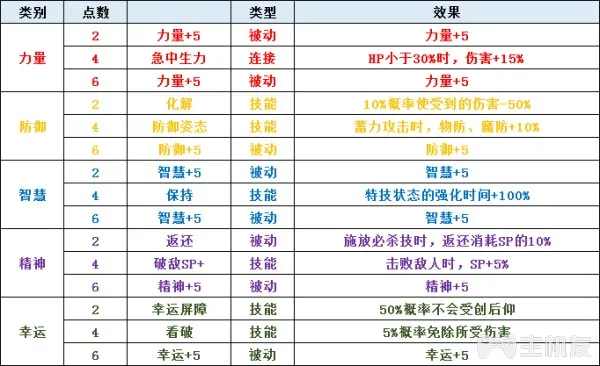 类别 点数 类型 效果
力量 2 力量+5 被动 力量+5
4 急中生力 连接 HP小于30%时，伤害+15%
6 力量+5 被动 力量+5
防御 2 化解 技能 10%概率使受到的伤害-50%
4 防御姿态 技能 蓄力攻击时，物防、腐防+10%
6 防御+5 被动 防御+5
智慧 2 智慧+5 被动 智慧+5
4 保持 技能 特技状态的强化时间+100%
6 智慧+5 被动 智慧+5
精神 2 返还 被动 施放必杀技时，返还消耗SP的10%
4 破敌SP+ 技能 击败敌人时，SP+5%
6 精神+5 被动 精神+5
幸运 2 幸运屏障 技能 50%概率不会受创后仰
4 看破 技能 5%概率免除所受伤害
6 幸运+5 被动 幸运+5
主机友